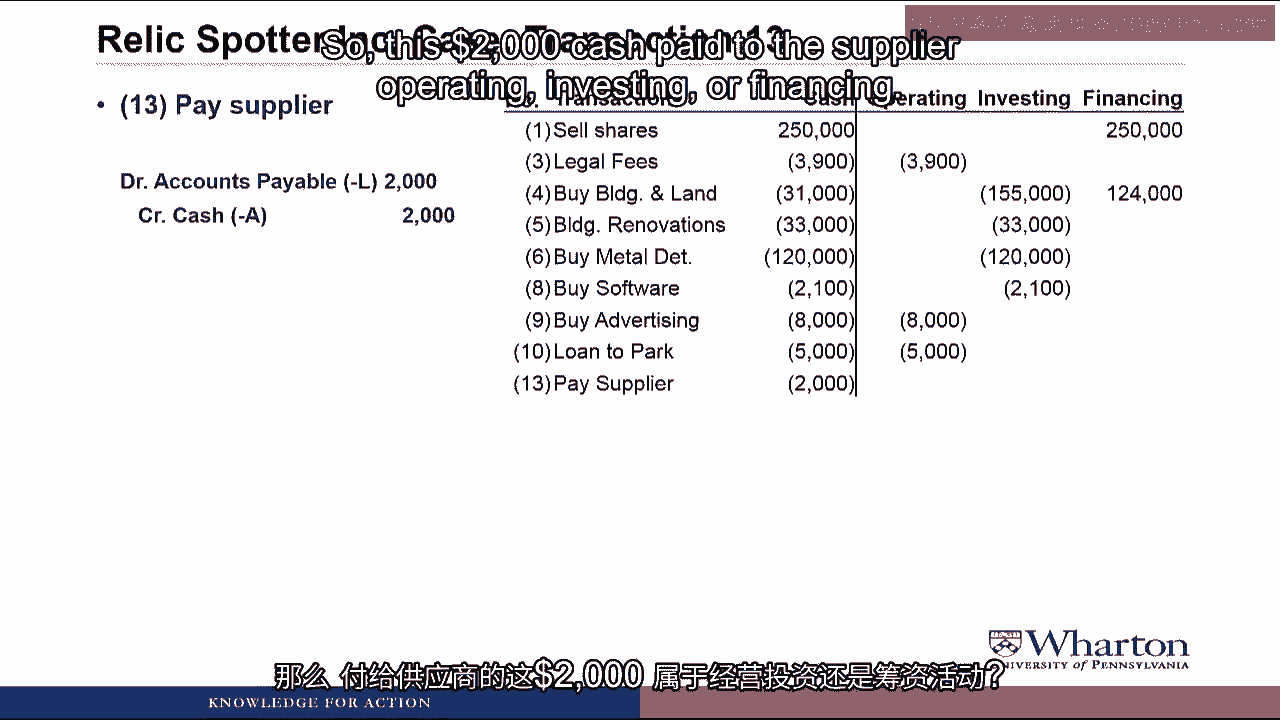 Relic Spotter Inc. Case: Transaction 13
So, this $2,000 cash paid to the supplier
operating, investing, or financing.
• (13) Pay supplier
Dr. Accounts Payable (-L) 2,000
Cr. Cash (-A) 2,000
Transaction Cash Operating Investing Financing
(1) Sell shares 250,000 250,000
(3) Legal Fees (3,900) (3,900)
(4) Buy Bldg. & Land (31,000) (155,000) 124,000
(5) Bldg. Renovations (33,000) (33,000)
(6) Buy Metal Det. (120,000) (120,000)
(8) Buy Software (2,100) (2,100)
(9) Buy Advertising (8,000) (8,000)
(10) Loan to Park (5,000) (5,000)
(13) Pay Supplier (2,000)
Wharton
UNIVERSITY of PENNSYLVANIA
那么 付给供应商的这$2,000 属于经营投资还是筹资活动?
KNOWLEDGE FOR ACTION